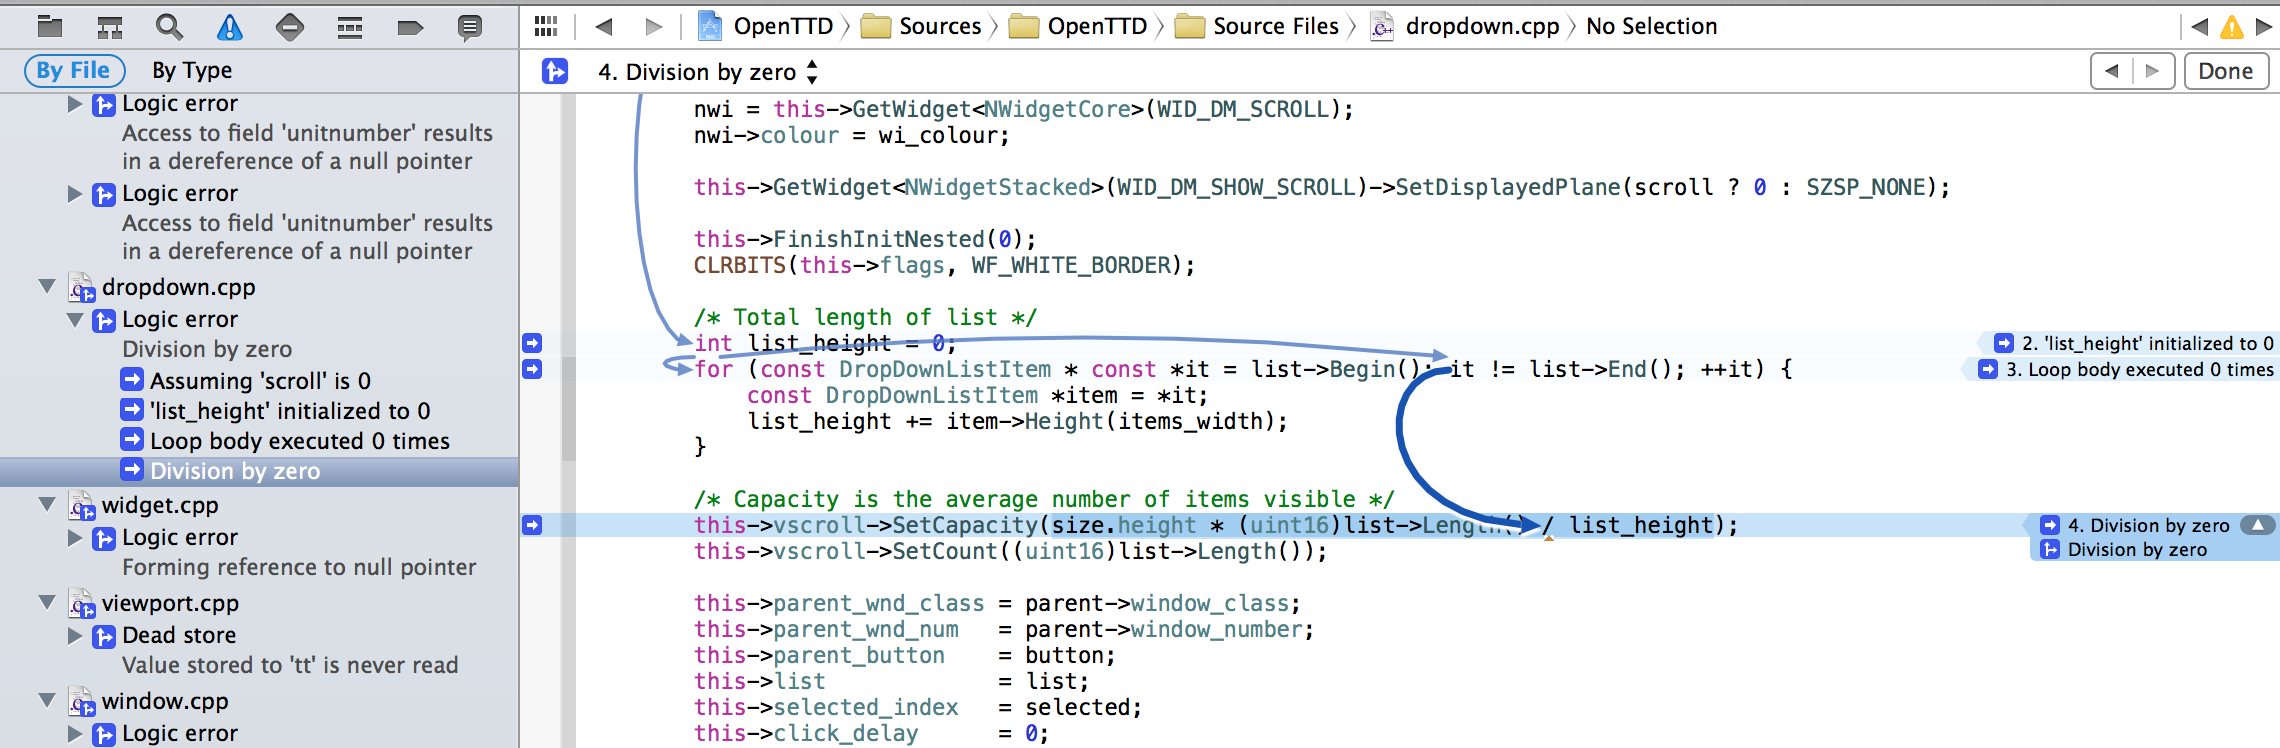 OpenTTD Sources OpenTTD Source Files dropdown.cpp No Selection
By File By Type
4. Division by zero
Done
Logic error
Access to field 'unitnumber' results
in a dereference of a null pointer
Logic error
Access to field 'unitnumber' results
in a dereference of a null pointer
dropdown.cpp
Logic error
Division by zero
Assuming 'scroll' is 0
'list_height' initialized to 0
Loop body executed 0 times
Division by zero
widget.cpp
Logic error
Forming reference to null pointer
viewport.cpp
Dead store
Value stored to 'tt' is never read
window.cpp
Logic error
nwi = this->GetWidget<NWidgetCore>(WID_DM_SCROLL);
nwi->colour = wi_colour;
this->GetWidget<NWidgetStacked>(WID_DM_SHOW_SCROLL)->SetDisplayedPlane(scroll ? 0 : SZSP_NONE);
this->FinishInitNested(0);
CLRBITS(this->flags, WF_WHITE_BORDER);
/* Total length of list */
int list_height = 0;
2. 'list_height' initialized to 0
for (const DropDownListItem * const *it = list->Begin(); it != list->End(); ++it) {
3. Loop body executed 0 times
const DropDownListItem *item = *it;
list_height += item->Height(items_width);
}
/* Capacity is the average number of items visible */
this->vscroll->SetCapacity(size.height * (uint16)list->Length() / list_height);
4. Division by zero
this->vscroll->SetCount((uint16)list->Length());
Division by zero
this->parent_wnd_class = parent->window_class;
this->parent_wnd_num   = parent->window_number;
this->parent_button    = button;
this->list             = list;
this->selected_index   = selected;
this->click_delay      = 0;